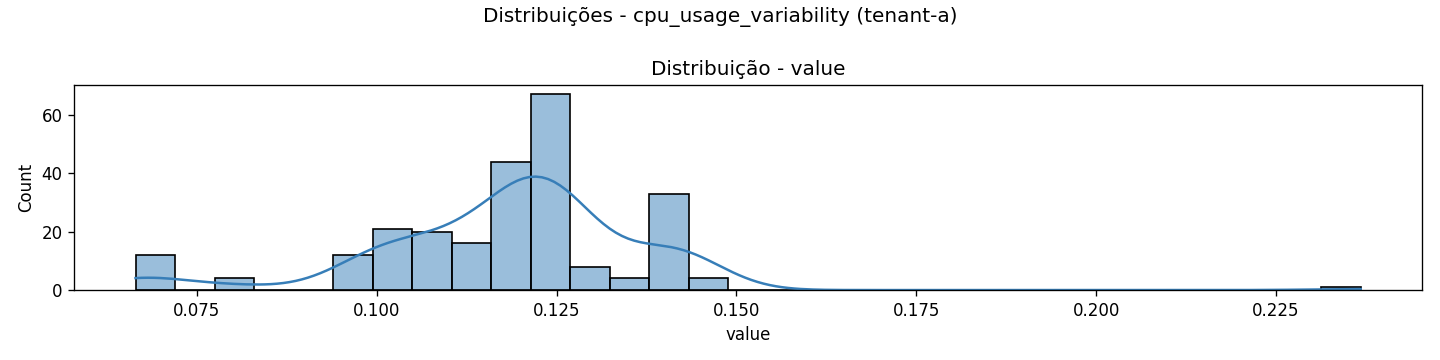 Distribuições - cpu_usage_variability (tenant-a)
Distribuição - value
Count
60
40
20
0
0.075 0.100 0.125 0.150 0.175 0.200 0.225
value